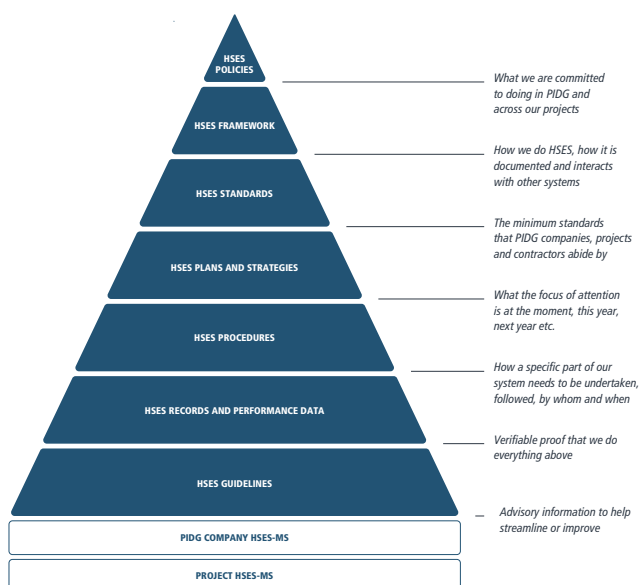 HSES
POLICIES
What we are committed
to doing in PIDG and
across our projects
HSES FRAMEWORK
How we do HSES, how it is
documented and interacts
with other systems
HSES STANDARDS
The minimum standards
that PIDG companies, projects
and contractors abide by
HSES PLANS AND STRATEGIES
What the focus of attention
is at the moment, this year,
next year etc.
HSES PROCEDURES
How a specific part of our
system needs to be undertaken,
followed, by whom and when
HSES RECORDS AND PERFORMANCE DATA
Verifiable proof that we do
everything above
HSES GUIDELINES
Advisory information to help
streamline or improve
PIDG COMPANY HSES-MS
PROJECT HSES-MS